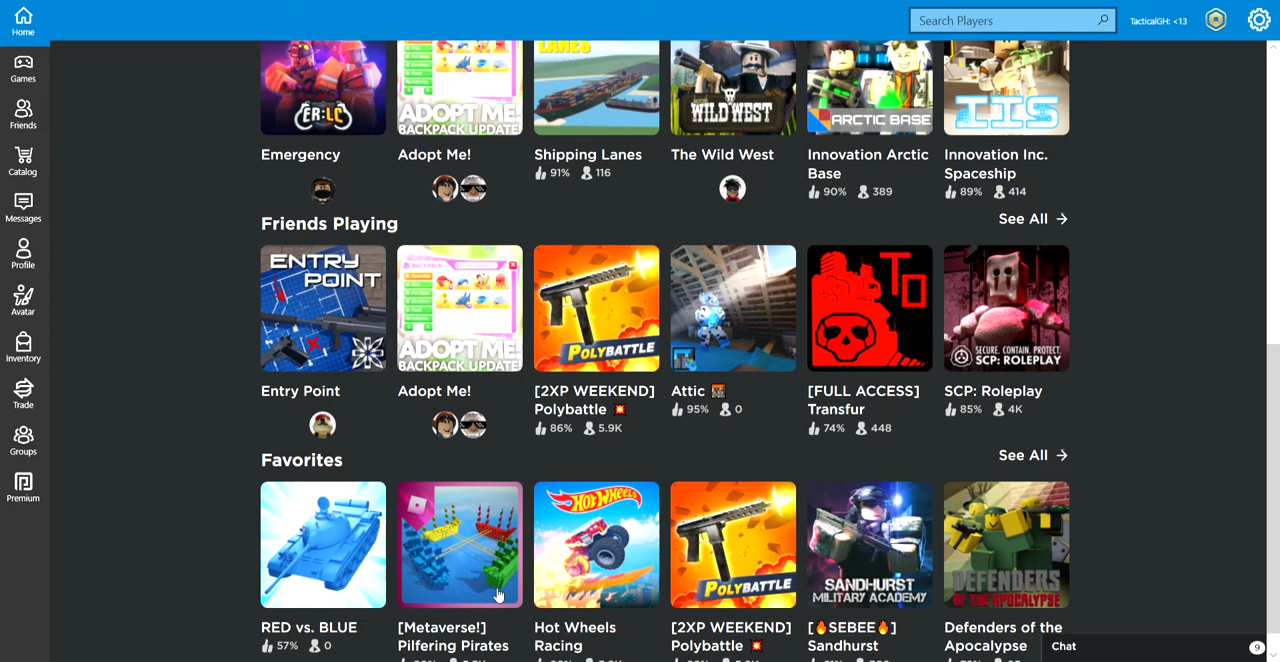 Home
Search Players
TacticalGH: <13
Games
Friends
Catalog
Messages
Profile
Avatar
Inventory
Trade
Groups
Premium
ER:LC
ADOPT ME!
BACKPACK UPDATE!
LANES
WILD WEST
ARCTIC BASE
IIS
Emergency
Adopt Me!
Shipping Lanes
91% 116
The Wild West
Innovation Arctic
Base
90% 389
Innovation Inc.
Spaceship
89% 414
Friends Playing
See All
ENTRY
POINT
BACKPACK
ADOPT ME!
BACKPACK UPDATE!
POLYBATTLE
TO
SECURE. CONTAIN. PROTECT.
SCP: ROLEPLAY
Entry Point
Adopt Me!
[2XP WEEKEND]
Polybattle 💥
86% 5.9K
Attic
95% 0
[FULL ACCESS]
Transfur
74% 448
SCP: Roleplay
85% 4K
Favorites
See All
HOT WHEELS
POLYBATTLE
SANDHURST
MILITARY ACADEMY
DEFENDERS
OF THE APOCALYPSE
RED vs. BLUE
57% 0
[Metaverse!]
Pilfering Pirates
Hot Wheels
Racing
[2XP WEEKEND]
Polybattle 💥
[🔥SEBEE🔥]
Sandhurst
Defenders of the
Apocalypse
Chat
9